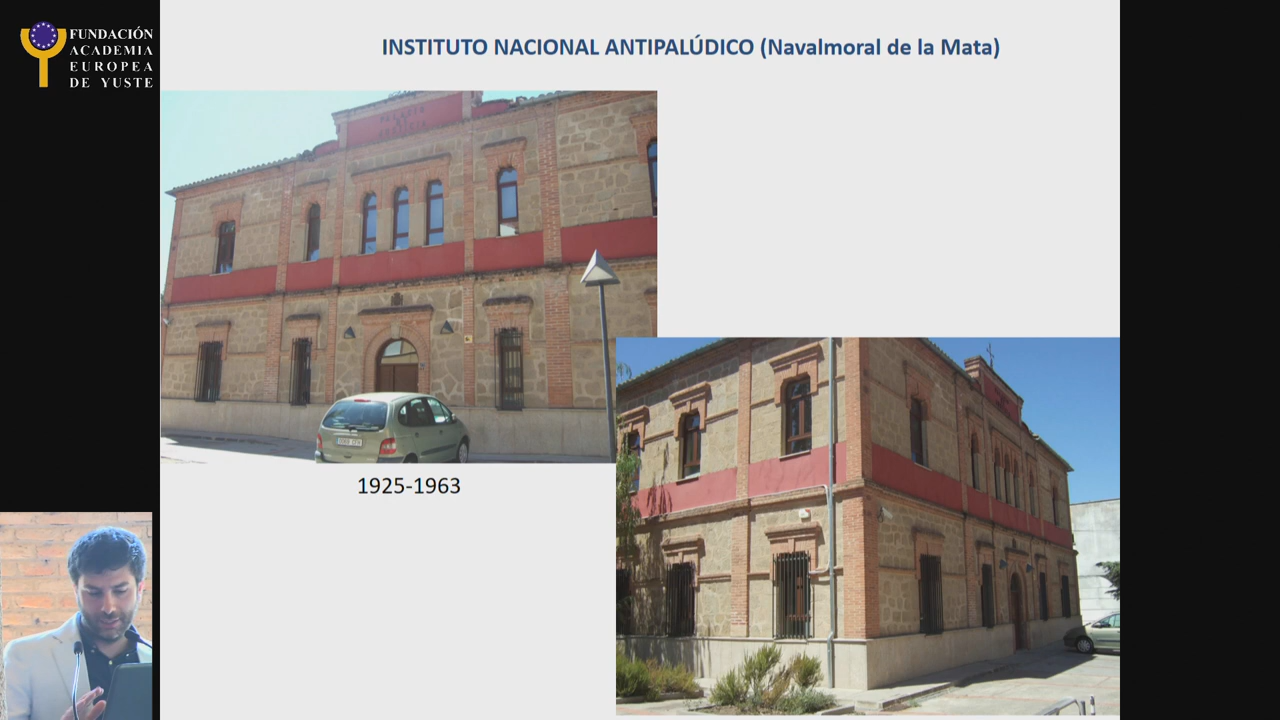 FUNDACIÓN
ACADEMIA
EUROPEA
DE YUSTE
INSTITUTO NACIONAL ANTIPALÚDICO (Navalmoral de la Mata)
1925-1963